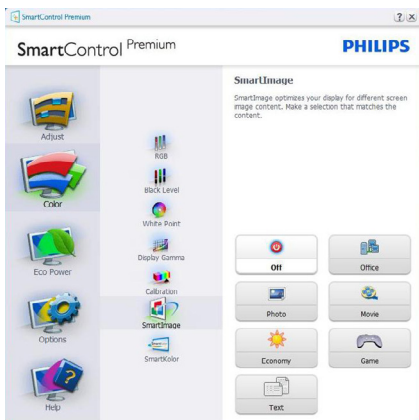 SmartControl Premium
SmartControl Premium
PHILIPS
Adjust
Color
Eco Power
Options
Help
RGB
Black Level
White Point
Display Gamma
Calibration
SmartImage
SmartKolor
SmartImage
SmartImage optimizes your display for different screen
image content. Make a selection that matches the
content.
Off
Office
Photo
Movie
Economy
Game
Text